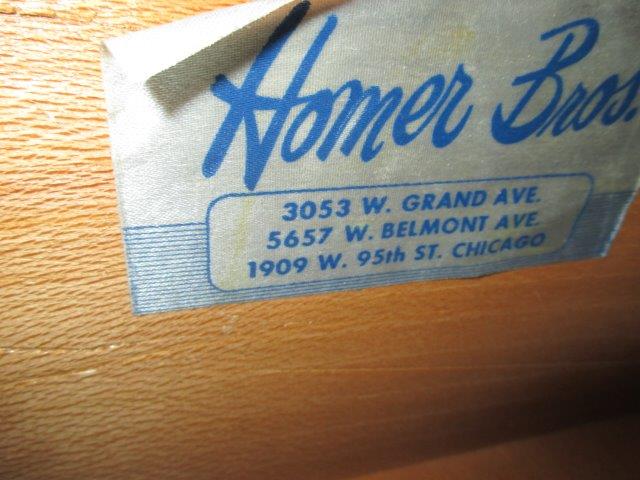 Homer Bros.
3053 W. GRAND AVE.
5657 W. BELMONT AVE.
1909 W. 95th ST. CHICAGO